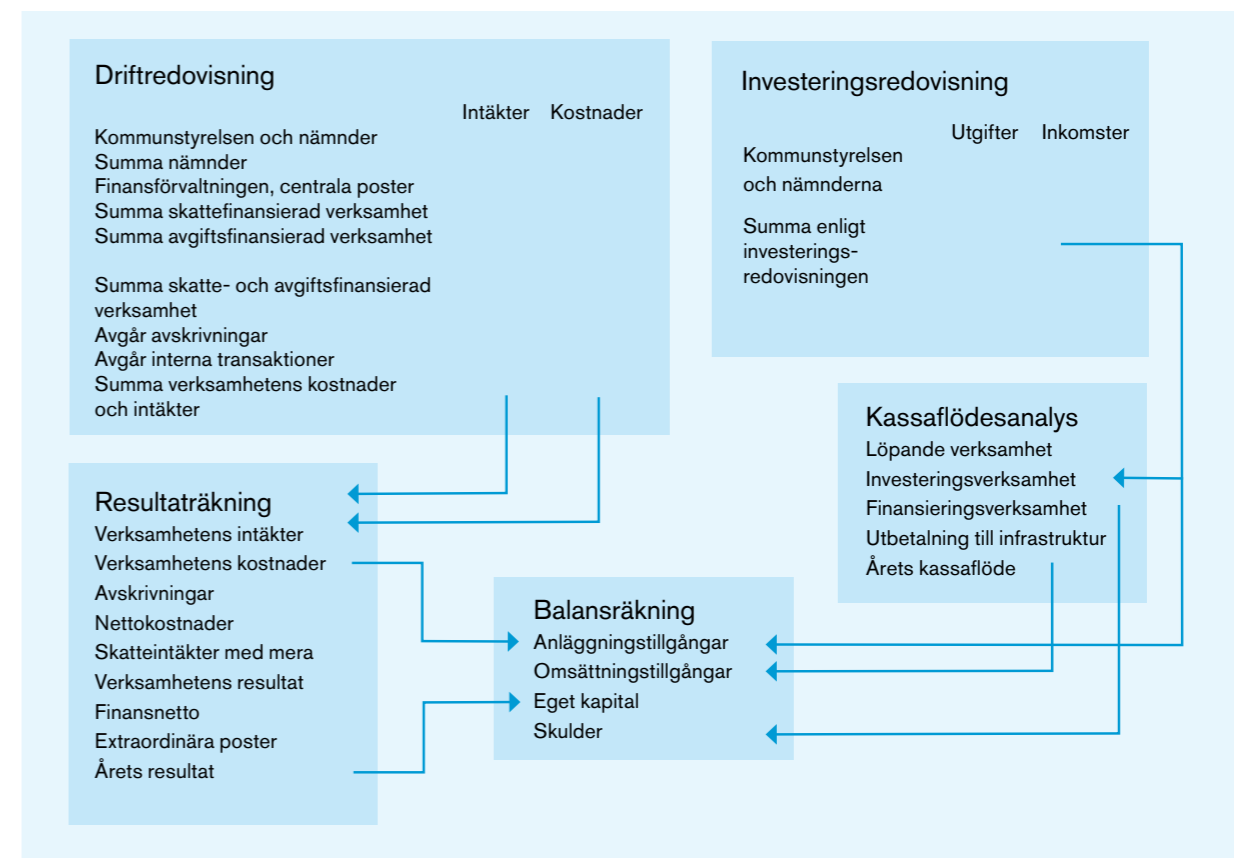 Driftredovisning
Intäkter Kostnader
Kommunstyrelsen och nämnder
Summa nämnder
Finansförvaltningen, centrala poster
Summa skattefinansierad verksamhet
Summa avgiftsfinansierad verksamhet
Summa skatte- och avgiftsfinansierad
verksamhet
Avgår avskrivningar
Avgår interna transaktioner
Summa verksamhetens kostnader
och intäkter
Investeringsredovisning
Utgifter Inkomster
Kommunstyrelsen
och nämnderna
Summa enligt
investerings-
redovisningen
Kassaflödesanalys
Löpande verksamhet
Investeringsverksamhet
Finansieringsverksamhet
Utbetalning till infrastruktur
Årets kassaflöde
Resultaträkning
Verksamhetens intäkter
Verksamhetens kostnader
Avskrivningar
Nettokostnader
Skatteintäkter med mera
Verksamhetens resultat
Finansnetto
Extraordinära poster
Årets resultat
Balansräkning
Anläggningstillgångar
Omsättningstillgångar
Eget kapital
Skulder